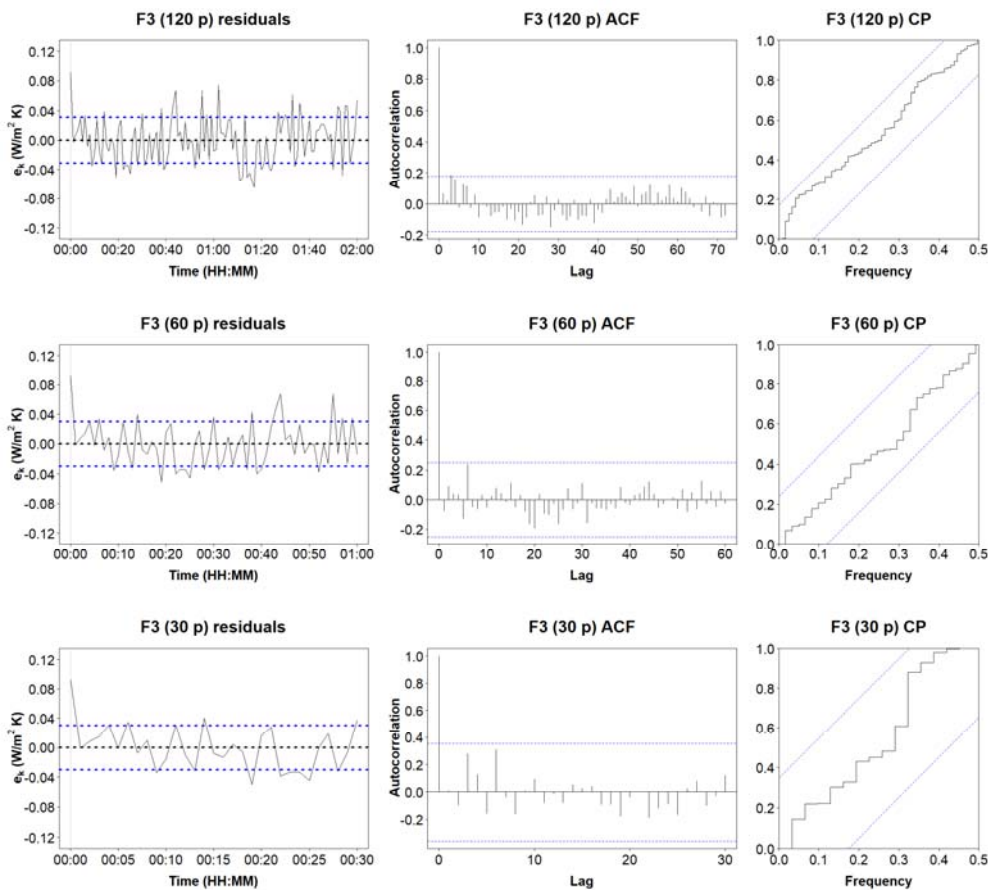 F3 (120 p) residuals
F3 (120 p) ACF
F3 (120 p) CP
eₖ (W/m² K)
0.12
0.08
0.04
0.00
-0.04
-0.08
-0.12
00:00 00:20 00:40 01:00 01:20 01:40 02:00
Time (HH:MM)
Autocorrelation
1.0
0.8
0.6
0.4
0.2
0.0
-0.2
0 10 20 30 40 50 60 70
Lag
1.0
0.8
0.6
0.4
0.2
0.0
0.0 0.1 0.2 0.3 0.4 0.5
Frequency
F3 (60 p) residuals
F3 (60 p) ACF
F3 (60 p) CP
eₖ (W/m² K)
0.12
0.08
0.04
0.00
-0.04
-0.08
-0.12
00:00 00:10 00:20 00:30 00:40 00:50 01:00
Time (HH:MM)
Autocorrelation
1.0
0.8
0.6
0.4
0.2
0.0
-0.2
0 10 20 30 40 50 60
Lag
1.0
0.8
0.6
0.4
0.2
0.0
0.0 0.1 0.2 0.3 0.4 0.5
Frequency
F3 (30 p) residuals
F3 (30 p) ACF
F3 (30 p) CP
eₖ (W/m² K)
0.12
0.08
0.04
0.00
-0.04
-0.08
-0.12
00:00 00:05 00:10 00:15 00:20 00:25 00:30
Time (HH:MM)
Autocorrelation
1.0
0.8
0.6
0.4
0.2
0.0
-0.2
0 10 20 30
Lag
1.0
0.8
0.6
0.4
0.2
0.0
0.0 0.1 0.2 0.3 0.4 0.5
Frequency